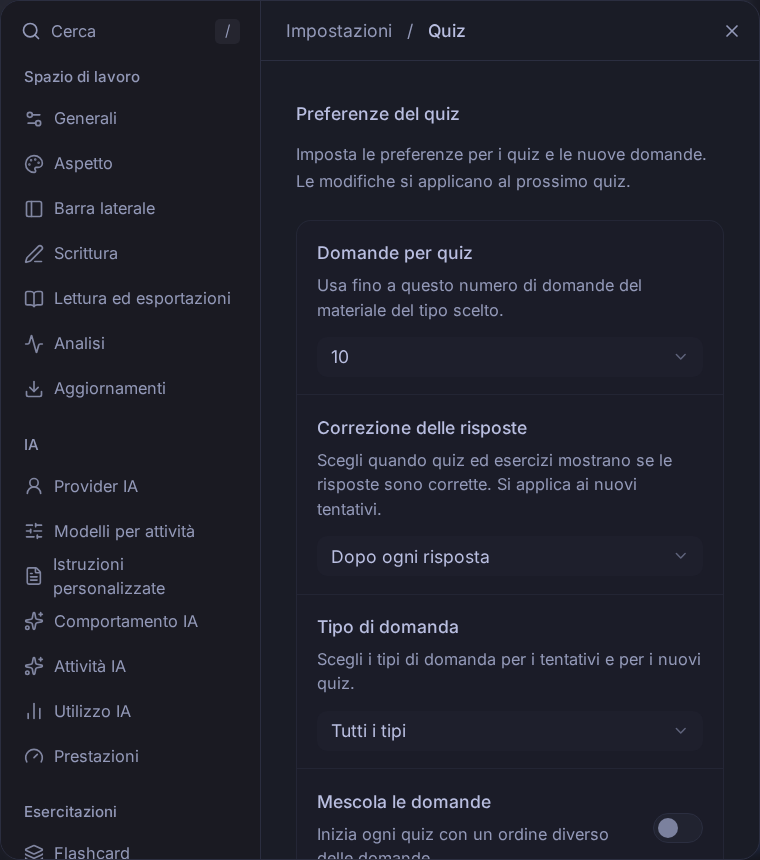 Cerca
/
Spazio di lavoro
Generali
Aspetto
Barra laterale
Scrittura
Lettura ed esportazioni
Analisi
Aggiornamenti
IA
Provider IA
Modelli per attività
Istruzioni
personalizzate
Comportamento IA
Attività IA
Utilizzo IA
Prestazioni
Esercitazioni
Flashcard
Impostazioni / Quiz
Preferenze del quiz
Imposta le preferenze per i quiz e le nuove domande.
Le modifiche si applicano al prossimo quiz.
Domande per quiz
Usa fino a questo numero di domande del
materiale del tipo scelto.
10
Correzione delle risposte
Scegli quando quiz ed esercizi mostrano se le
risposte sono corrette. Si applica ai nuovi
tentativi.
Dopo ogni risposta
Tipo di domanda
Scegli i tipi di domanda per i tentativi e per i nuovi
quiz.
Tutti i tipi
Mescola le domande
Inizia ogni quiz con un ordine diverso
delle domande.